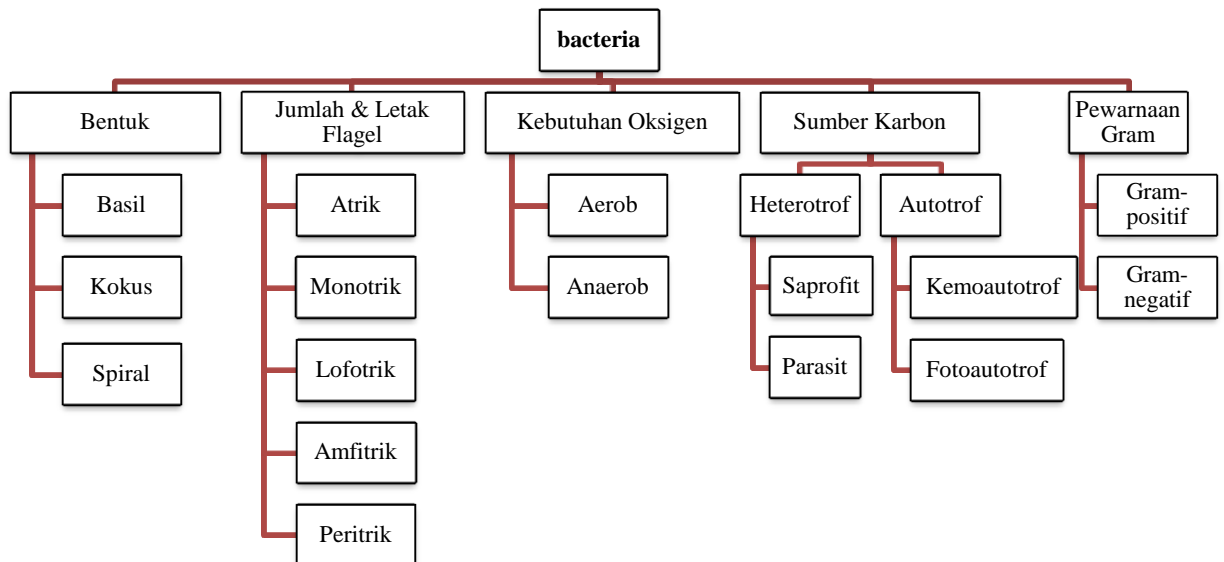 bacteria
Bentuk
Basil
Kokus
Spiral
Jumlah & Letak
Flagel
Atrik
Monotrik
Lofotrik
Amfitrik
Peritrik
Kebutuhan Oksigen
Aerob
Anaerob
Sumber Karbon
Heterotrof
Saprofit
Parasit
Autotrof
Kemoautotrof
Fotoautotrof
Pewarnaan
Gram
Gram-
positif
Gram-
negatif